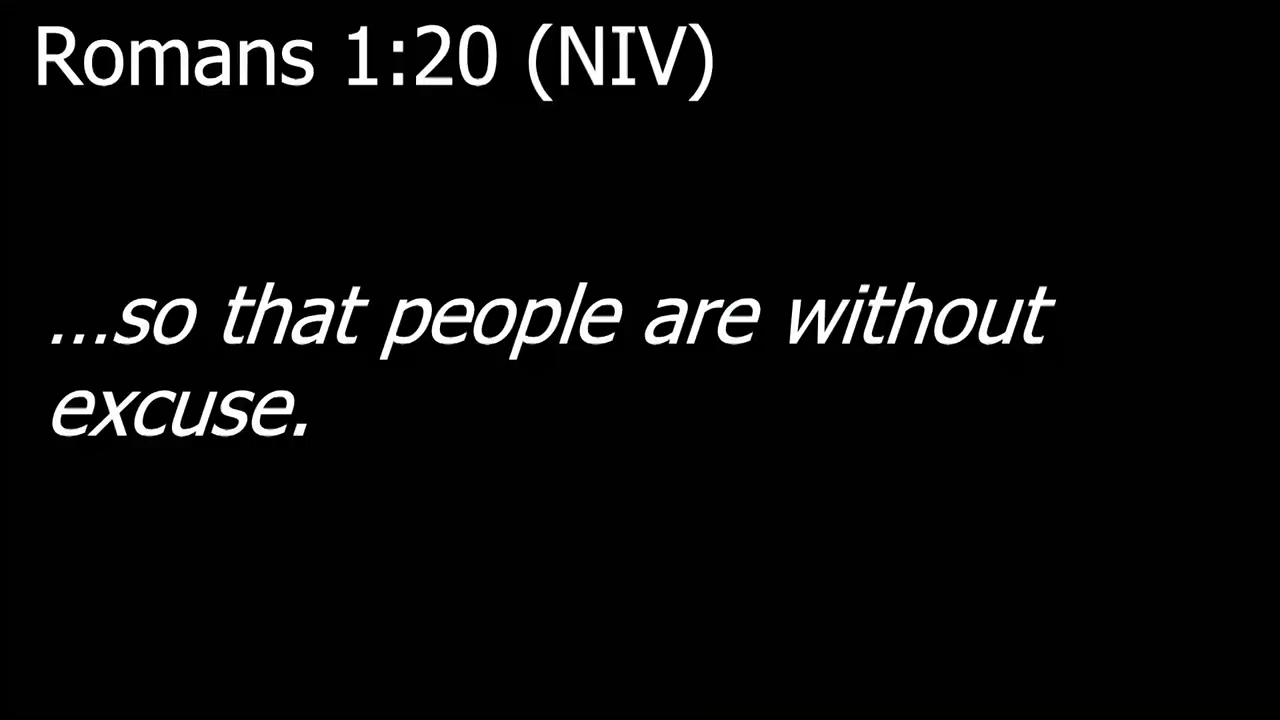 Romans 1:20 (NIV)
...so that people are without
excuse.